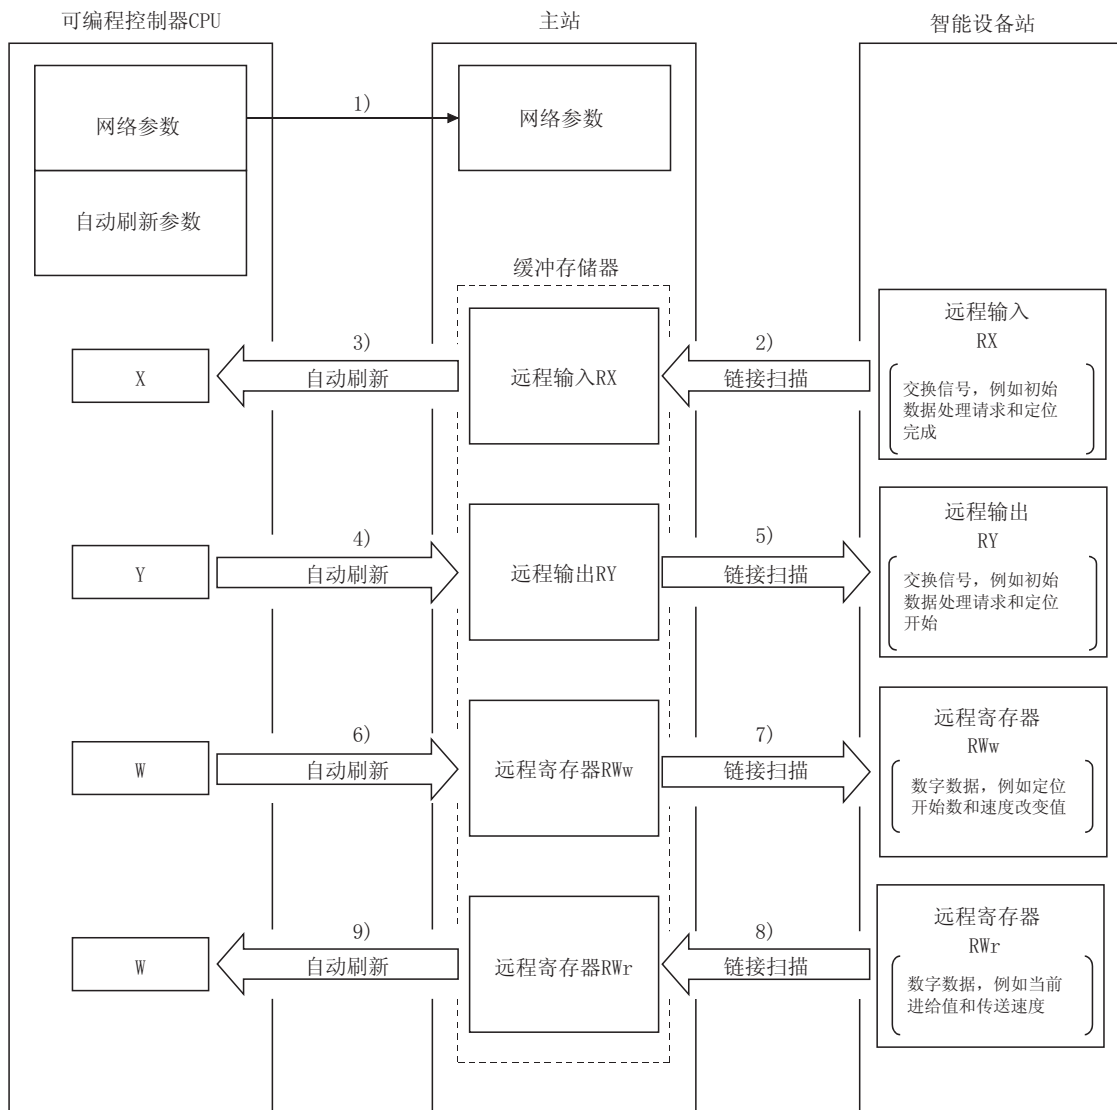 可编程控制器CPU
主站
智能设备站
网络参数
1)
网络参数
自动刷新参数
缓冲存储器
X
3)
自动刷新
远程输入RX
2)
链接扫描
远程输入
RX
交换信号，例如初始
数据处理请求和定位
完成
Y
4)
自动刷新
远程输出RY
5)
链接扫描
远程输出
RY
交换信号，例如初始
数据处理请求和定位
开始
W
6)
自动刷新
远程寄存器RWw
7)
链接扫描
远程寄存器
RWw
数字数据，例如定位
开始数和速度改变值
W
9)
自动刷新
远程寄存器RWr
8)
链接扫描
远程寄存器
RWr
数字数据，例如当前
进给值和传送速度